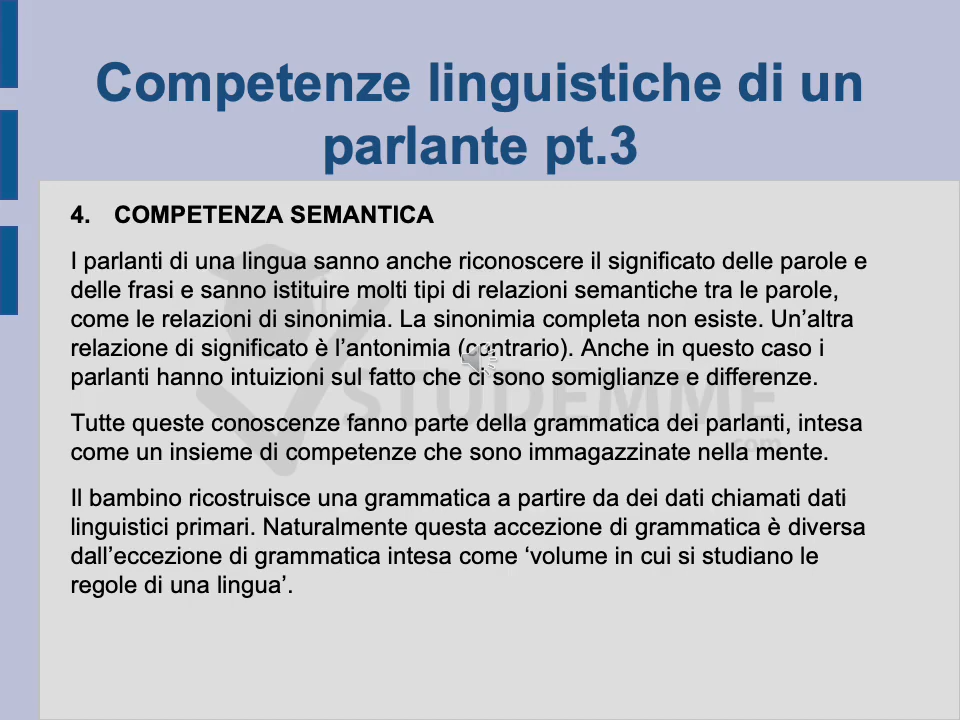 Competenze linguistiche di un
parlante pt.3
4. COMPETENZA SEMANTICA
I parlanti di una lingua sanno anche riconoscere il significato delle parole e
delle frasi e sanno istituire molti tipi di relazioni semantiche tra le parole,
come le relazioni di sinonimia. La sinonimia completa non esiste. Un’altra
relazione di significato è l’antonimia (contrario). Anche in questo caso i
parlanti hanno intuizioni sul fatto che ci sono somiglianze e differenze.
STUDEMME
.com
Tutte queste conoscenze fanno parte della grammatica dei parlanti, intesa
come un insieme di competenze che sono immagazzinate nella mente.
Il bambino ricostruisce una grammatica a partire da dei dati chiamati dati
linguistici primari. Naturalmente questa accezione di grammatica è diversa
dall’eccezione di grammatica intesa come ‘volume in cui si studiano le
regole di una lingua’.